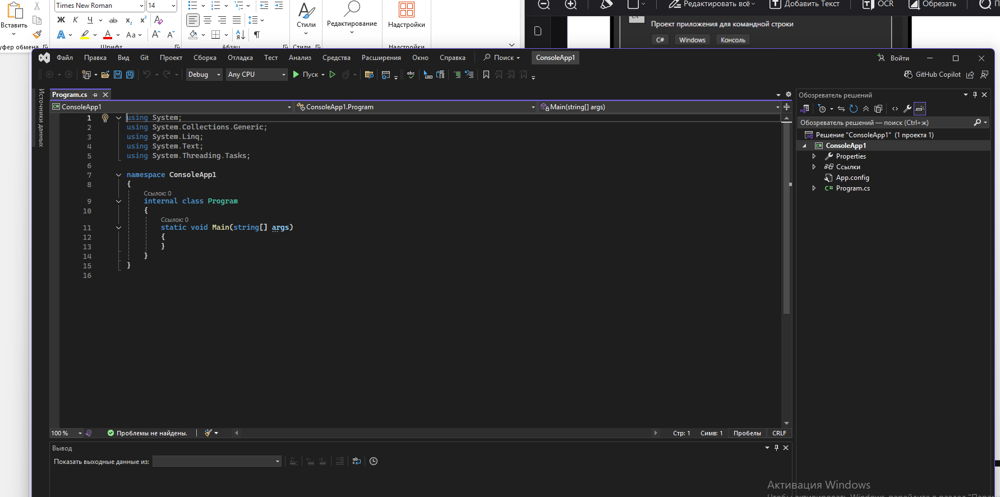 Times New Roman
14
Вставить
Ж К Ч ab x₂ x² A
A A Aa A A
Стили
Редактирование
Надстройки
уфер обмена
Шрифт
Абзац
Стили
Надстройки
Редактировать всё
Добавить Текст
OCR
Обрезать
Проект приложения для командной строки
C#
Windows
Консоль
Файл Правка Вид Git Проект Сборка Отладка Тест Анализ Средства Расширения Окно Справка Поиск ConsoleApp1 Войти
Debug Any CPU Пуск GitHub Copilot
Источники данных
Program.cs
ConsoleApp1 ConsoleApp1.Program Main(string[] args)
1 using System;
2 using System.Collections.Generic;
3 using System.Linq;
4 using System.Text;
5 using System.Threading.Tasks;
6
7 namespace ConsoleApp1
8 {
Ссылок: 0
9 internal class Program
10 {
Ссылок: 0
11 static void Main(string[] args)
12 {
13 }
14 }
15 }
16
100 % Проблемы не найдены. Стр: 1 Симв: 1 Пробелы CRLF
Вывод
Показать выходные данные из:
Обозреватель решений
Обозреватель решений — поиск (Ctrl+ж)
Решение "ConsoleApp1" (1 проекта 1)
C# ConsoleApp1
Properties
Ссылки
App.config
C# Program.cs
Активация Windows